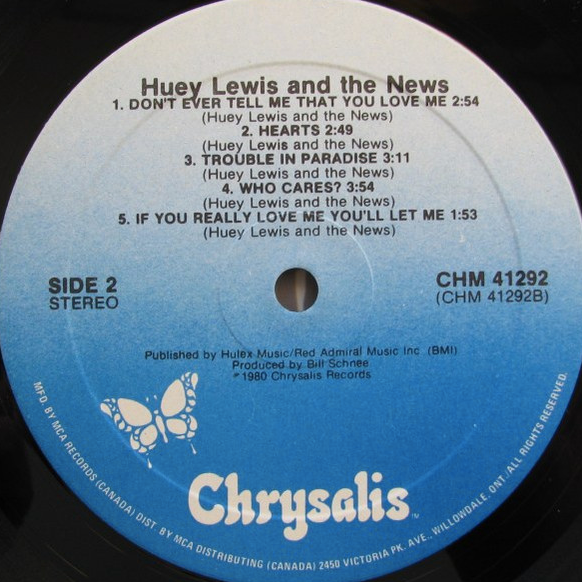 Huey Lewis and the News
1. DON'T EVER TELL ME THAT YOU LOVE ME 2:54
(Huey Lewis and the News)
2. HEARTS 2:49
(Huey Lewis and the News)
3. TROUBLE IN PARADISE 3:11
(Huey Lewis and the News)
4. WHO CARES? 3:54
(Huey Lewis and the News)
5. IF YOU REALLY LOVE ME YOU'LL LET ME 1:53
(Huey Lewis and the News)
SIDE 2
STEREO
CHM 41292
(CHM 41292B)
Published by Hulex Music/Red Admiral Music Inc (BMI)
Produced by Bill Schnee
℗1980 Chrysalis Records
Chrysalis™
MFD. BY MCA RECORDS (CANADA) DIST. BY MCA DISTRIBUTING (CANADA) 2450 VICTORIA PK. AVE., WILLOWDALE, ONT. ALL RIGHTS RESERVED.